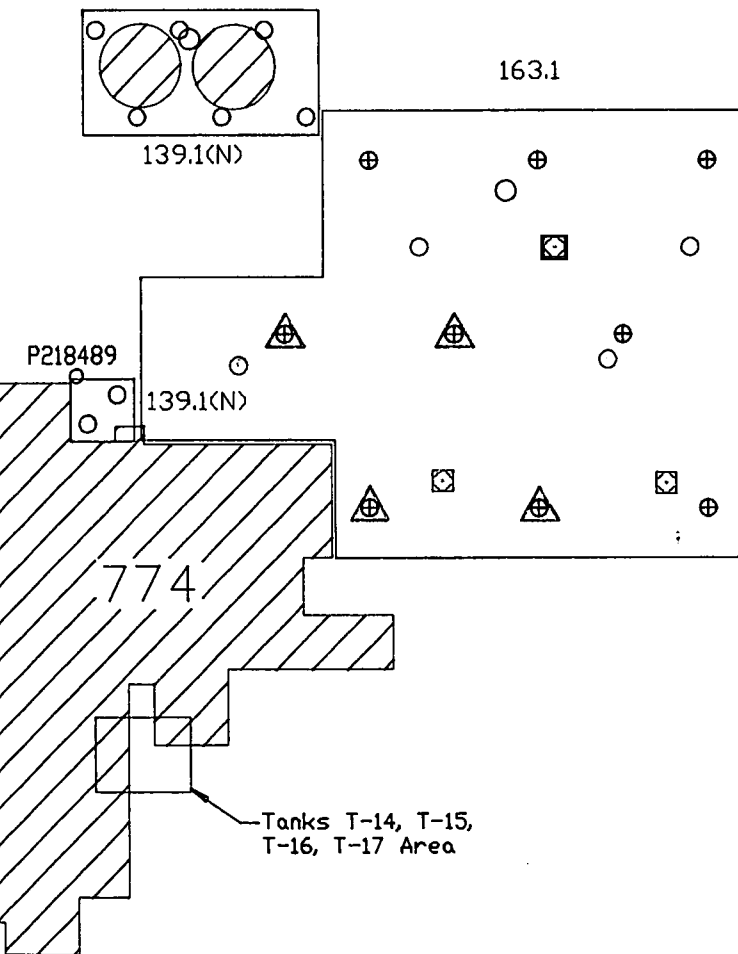 163.1
139.1(N)
P218489
139.1(N)
774
Tanks T-14, T-15,
T-16, T-17 Area